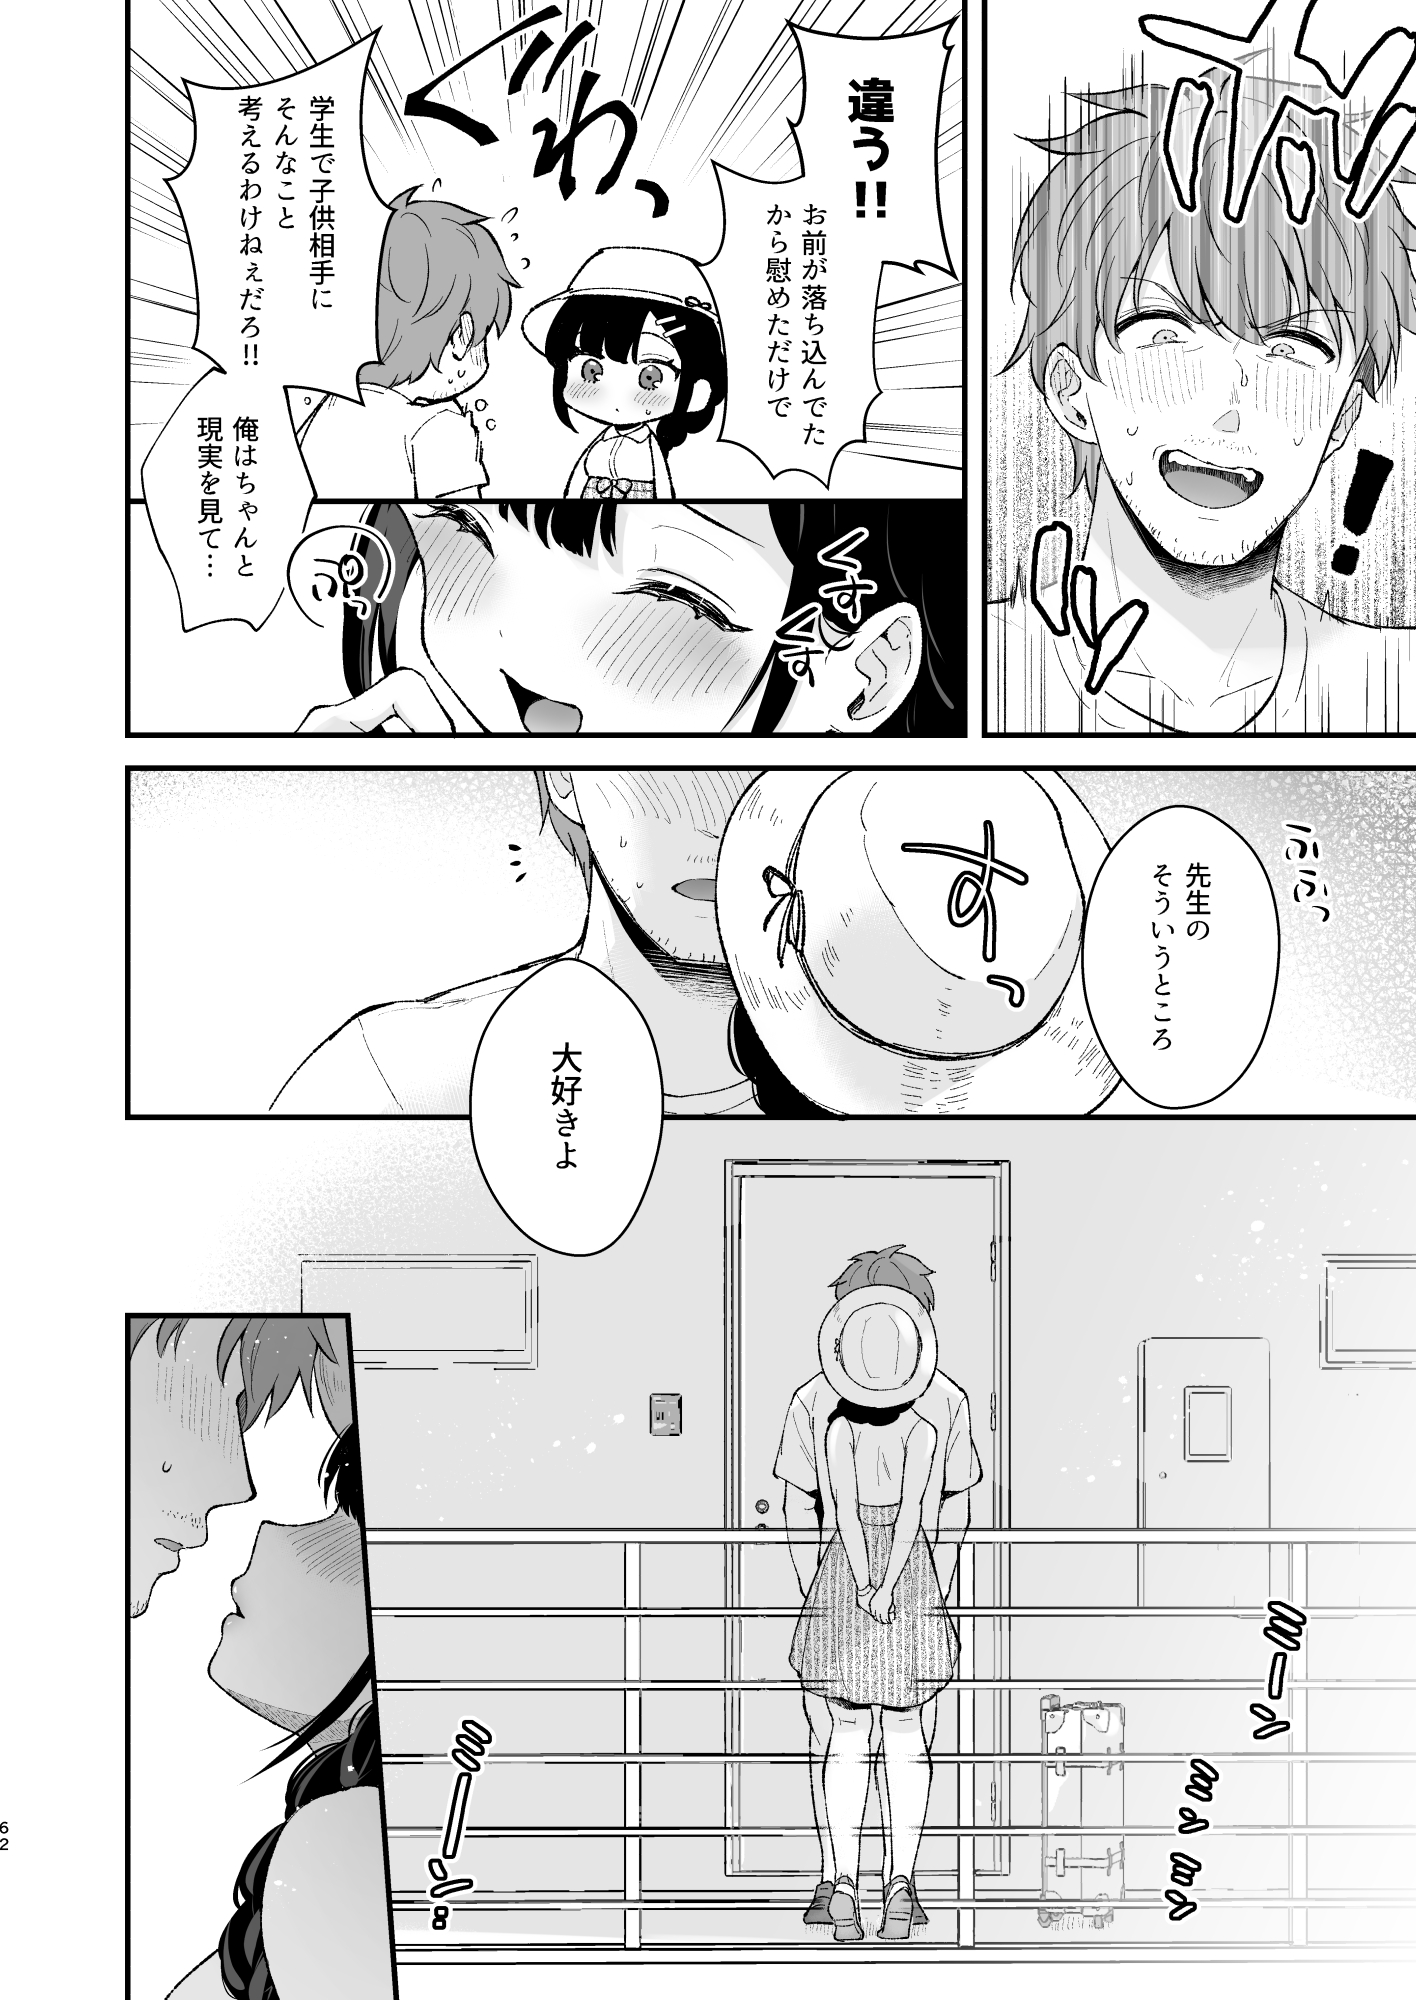 違う!!
お前が落ち込んでた
から慰めただけで
学生で子供相手に
そんなこと
考えるわけねぇだろ!!
俺はちゃんと
現実を見て…
ぐわっ
くす
くす
ぷっ
ふふっ
先生の
そういうところ
すっ
大好きよ
ミーン
ミンミン
ミーン…
62